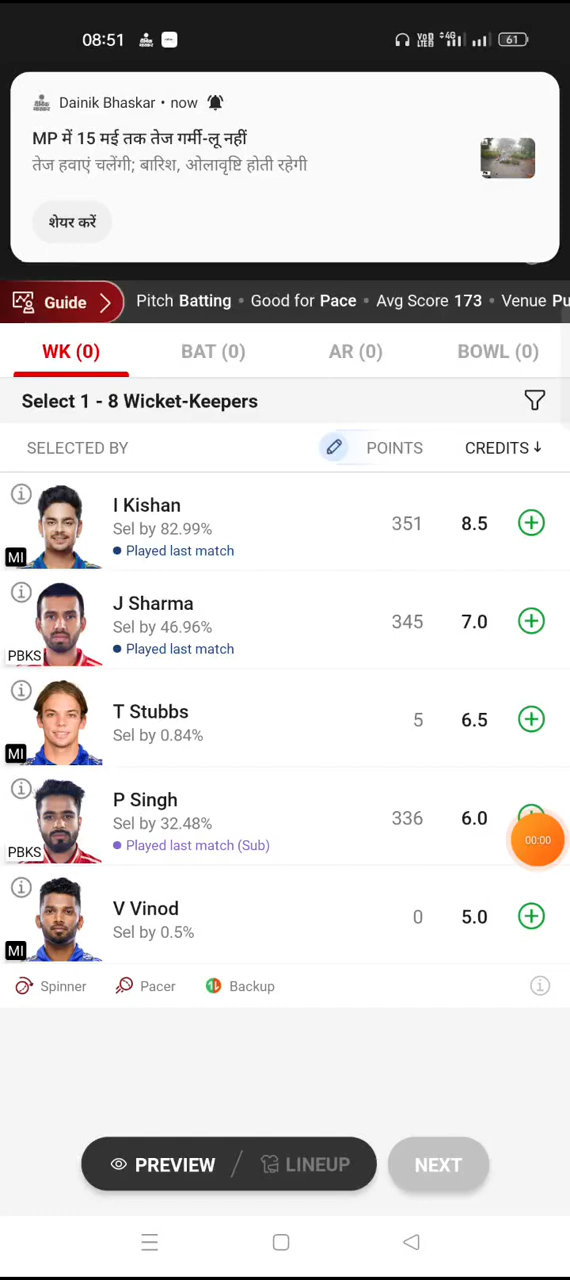 08:51
VoD LTE
4G
61
Dainik Bhaskar • now
MP में 15 मई तक तेज गर्मी-लू नहीं
तेज हवाएं चलेंगी; बारिश, ओलावृष्टि होती रहेगी
शेयर करें
Guide
Pitch Batting • Good for Pace • Avg Score 173 • Venue Pu
WK (0)
BAT (0)
AR (0)
BOWL (0)
Select 1 - 8 Wicket-Keepers
SELECTED BY
POINTS
CREDITS ↓
I Kishan
Sel by 82.99%
Played last match
351
8.5
MI
J Sharma
Sel by 46.96%
Played last match
345
7.0
PBKS
T Stubbs
Sel by 0.84%
5
6.5
MI
P Singh
Sel by 32.48%
Played last match (Sub)
336
6.0
00:00
PBKS
V Vinod
Sel by 0.5%
0
5.0
MI
Spinner
Pacer
Backup
PREVIEW / LINEUP
NEXT